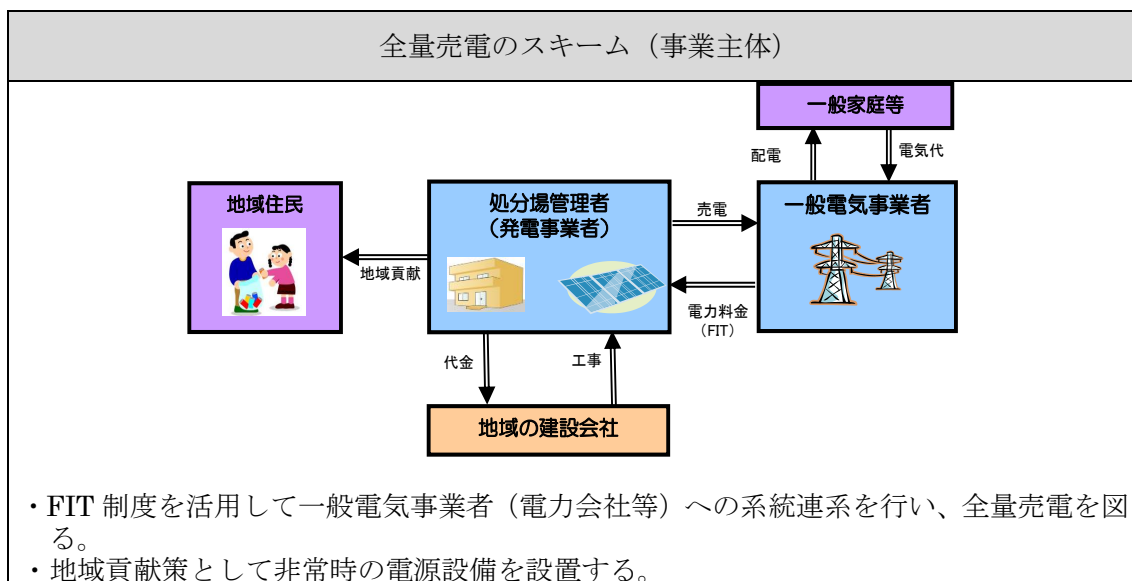 全量売電のスキーム（事業主体）
一般家庭等
配電
電気代
地域住民
処分場管理者
（発電事業者）
売電
一般電気事業者
地域貢献
電力料金
（FIT）
代金
工事
地域の建設会社
・FIT 制度を活用して一般電気事業者（電力会社等）への系統連系を行い、全量売電を図
る。
・地域貢献策として非常時の電源設備を設置する。